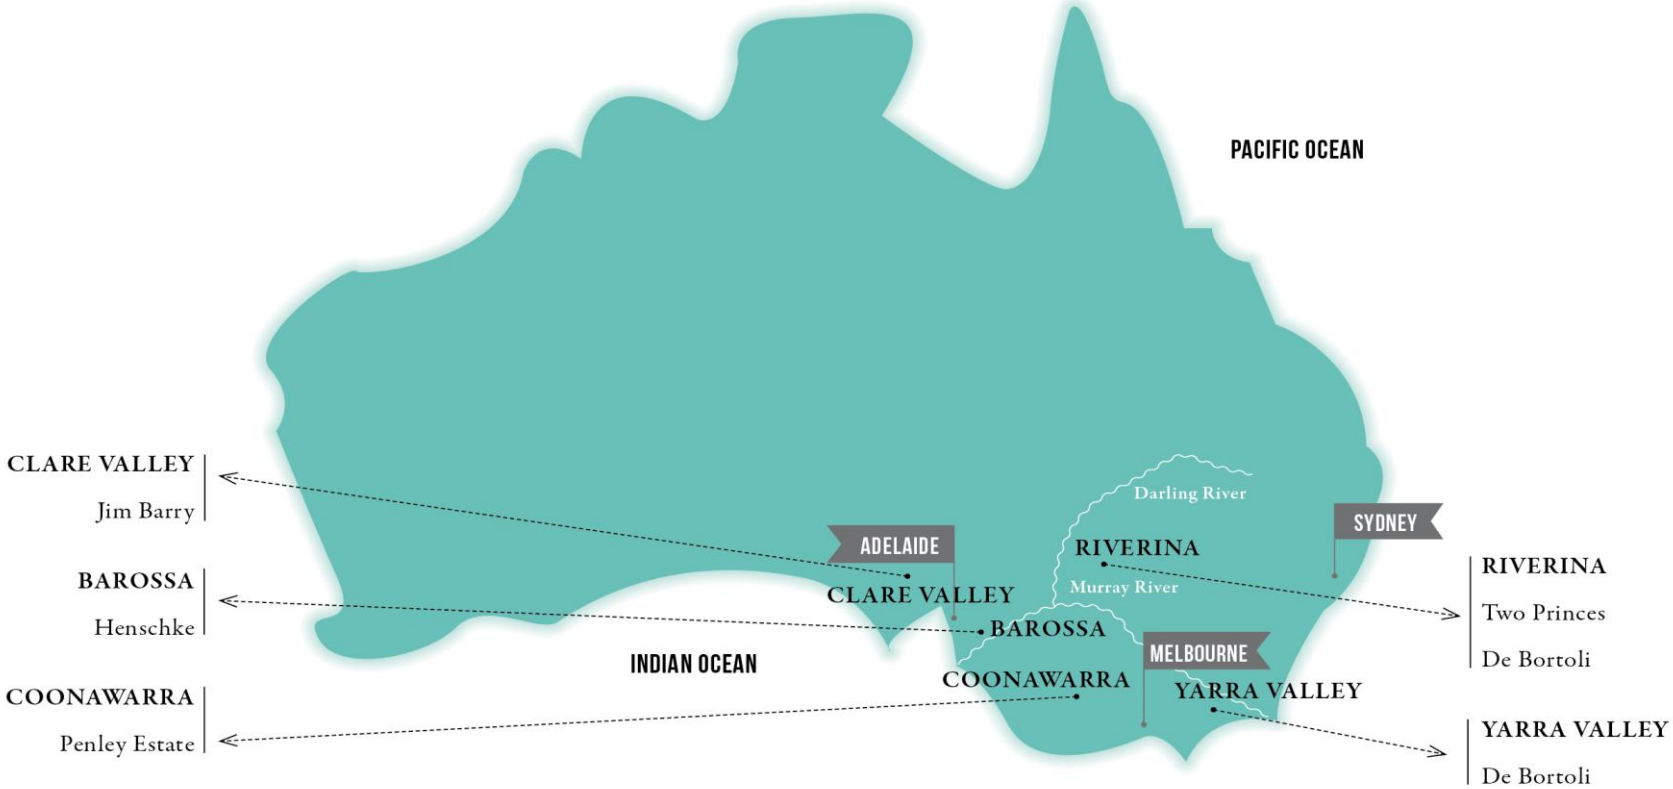 PACIFIC OCEAN
CLARE VALLEY
Jim Barry
BAROSSA
Henschke
COONAWARRA
Penley Estate
INDIAN OCEAN
ADELAIDE
CLARE VALLEY
BAROSSA
COONAWARRA
Darling River
RIVERINA
Murray River
MELBOURNE
YARRA VALLEY
SYDNEY
RIVERINA
Two Princes
De Bortoli
YARRA VALLEY
De Bortoli